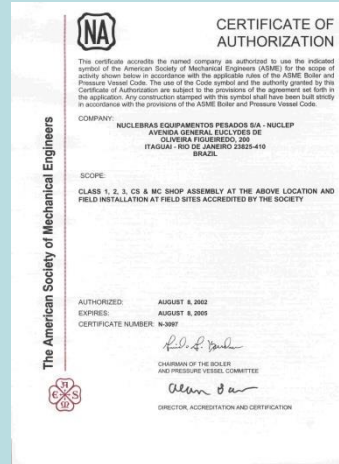 NA
CERTIFICATE OF
AUTHORIZATION
This certificate accredits the named company as authorized to use the indicated
symbol of the American Society of Mechanical Engineers (ASME) for the scope of
activity shown below in accordance with the applicable rules of the ASME Boiler and
Pressure Vessel Code. The use of the Code symbol and the authority granted by this
Certificate of Authorization are subject to the provisions of the agreement set forth in
the application. Any construction stamped with this symbol shall have been built strictly
in accordance with the provisions of the ASME Boiler and Pressure Vessel Code.
COMPANY:
NUCLEBRAS EQUIPAMENTOS PESADOS S/A - NUCLEP
AVENIDA GENERAL EUCLYDES DE
OLIVEIRA FIGUEIREDO, 200
ITAGUAI - RIO DE JANEIRO 23825-410
BRAZIL
SCOPE:
CLASS 1, 2, 3, CS & MC SHOP ASSEMBLY AT THE ABOVE LOCATION AND
FIELD INSTALLATION AT FIELD SITES ACCREDITED BY THE SOCIETY
AUTHORIZED: AUGUST 8, 2002
EXPIRES: AUGUST 8, 2005
CERTIFICATE NUMBER: N-3097
CHAIRMAN OF THE BOILER
AND PRESSURE VESSEL COMMITTEE
DIRECTOR, ACCREDITATION AND CERTIFICATION
The American Society of Mechanical Engineers